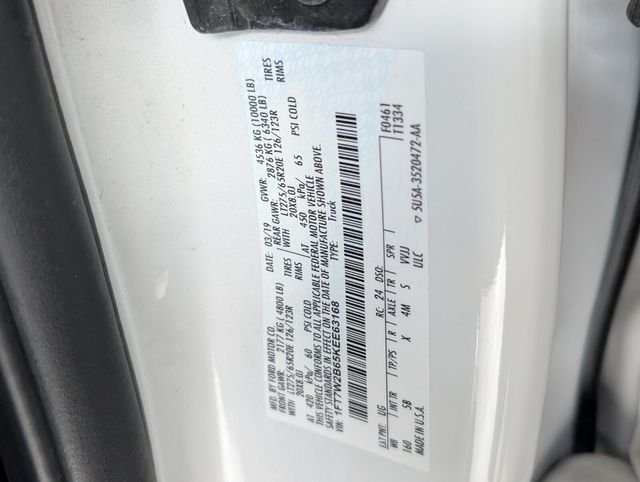 MFD. BY FORD MOTOR CO.
DATE: 03/19 GVWR: 4536 KG (10000 LB)
FRONT GAWR: 2177 KG (4800 LB) REAR GAWR: 2876 KG (6340 LB)
WITH LT275/65R20E 126/123R TIRES WITH LT275/65R20E 126/123R TIRES
20X8.0J RIMS 20X8.0J RIMS
AT 420 kPa/ 60 PSI COLD AT 450 kPa/ 65 PSI COLD
THIS VEHICLE CONFORMS TO ALL APPLICABLE FEDERAL MOTOR VEHICLE
SAFETY STANDARDS IN EFFECT ON THE DATE OF MANUFACTURE SHOWN ABOVE.
VIN: 1FT7W2B65KEE63168 TYPE: Truck
F0461
T1334
EXT PNT: UG RC: 24 DSO:
WB INT TR TP/PS R AXLE TR SPR
160 5B X 4M S VVJJ
MADE IN U.S.A. ULC 5U5A-3520472-AA